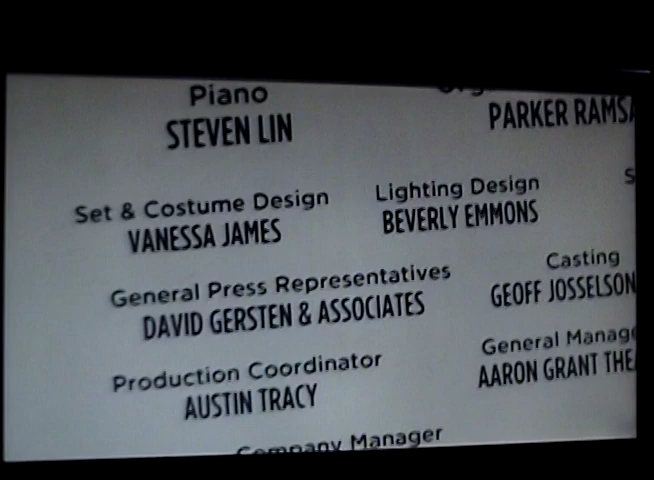 Piano
STEVEN LIN
PARKER RAMSA
Set & Costume Design
VANESSA JAMES
Lighting Design
BEVERLY EMMONS
General Press Representatives
DAVID GERSTEN & ASSOCIATES
Casting
GEOFF JOSSELSON
Production Coordinator
AUSTIN TRACY
General Manage
AARON GRANT THEA
Company Manager